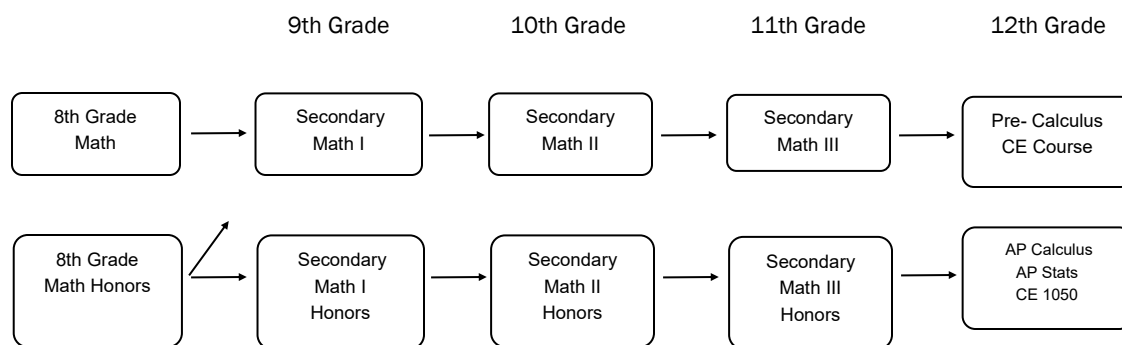 9th Grade
10th Grade
11th Grade
12th Grade
8th Grade
Math
Secondary
Math I
Secondary
Math II
Secondary
Math III
Pre- Calculus
CE Course
8th Grade
Math Honors
Secondary
Math I
Honors
Secondary
Math II
Honors
Secondary
Math III
Honors
AP Calculus
AP Stats
CE 1050